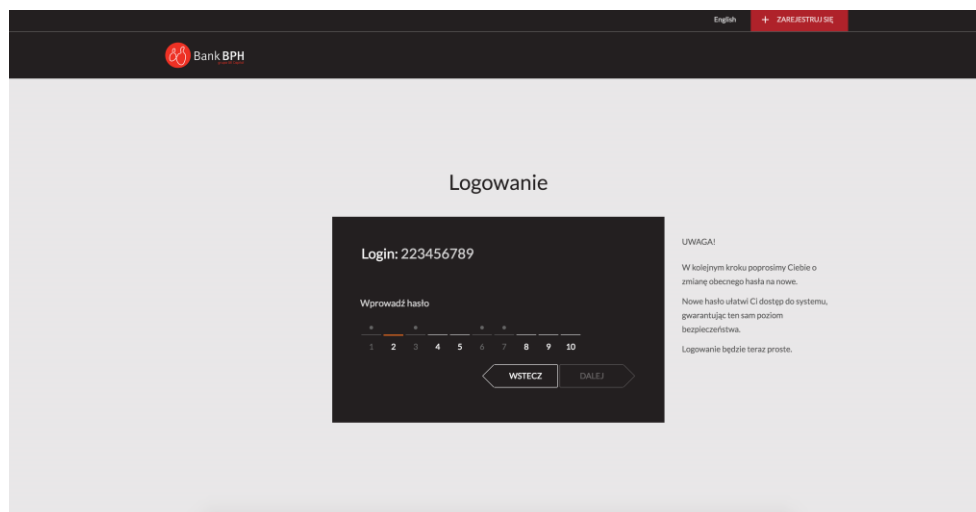 English + ZAREJESTRUJ SIĘ
Bank BPH
Logowanie
Login: 223456789
Wprowadź hasło
1 2 3 4 5 6 7 8 9 10
WSTECZ DALEJ
UWAGA!
W kolejnym kroku poprosimy Ciebie o
zmianę obecnego hasła na nowe.
Nowe hasło ułatwi Ci dostęp do systemu,
gwarantując ten sam poziom
bezpieczeństwa.
Logowanie będzie teraz proste.